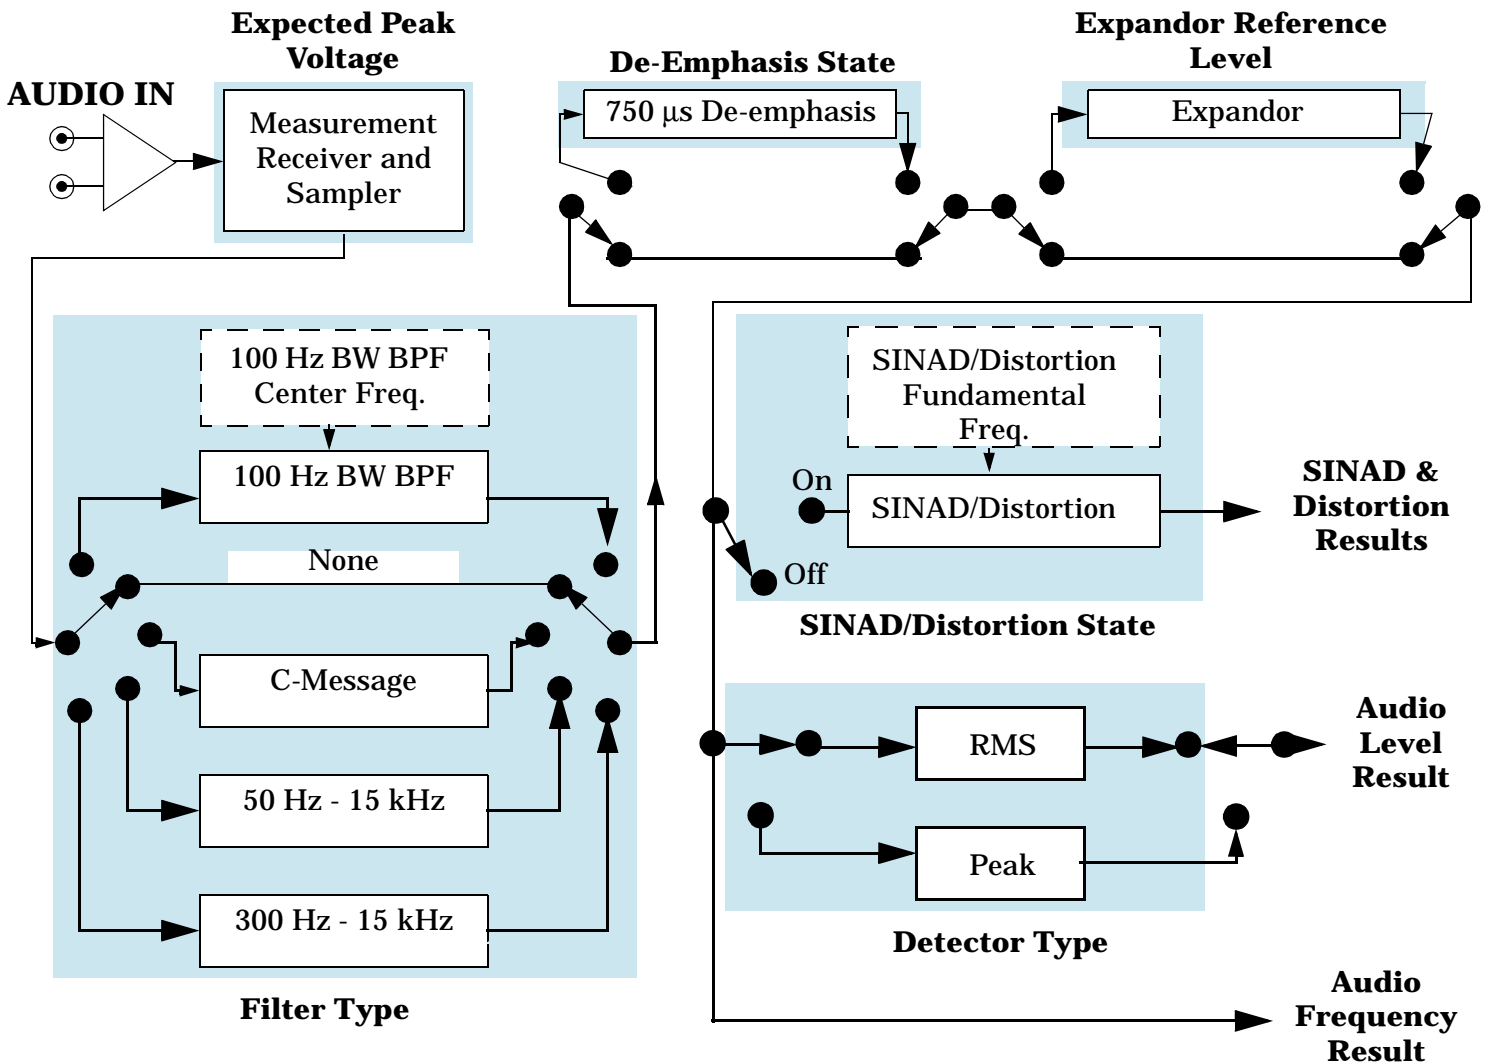 Expected Peak
Voltage
AUDIO IN
Measurement
Receiver and
Sampler
De-Emphasis State
750 µs De-emphasis
Expandor Reference
Level
Expandor
100 Hz BW BPF
Center Freq.
100 Hz BW BPF
None
C-Message
50 Hz - 15 kHz
300 Hz - 15 kHz
Filter Type
SINAD/Distortion
Fundamental
Freq.
On
SINAD/Distortion
Off
SINAD/Distortion State
SINAD &
Distortion
Results
RMS
Peak
Detector Type
Audio
Level
Result
Audio
Frequency
Result